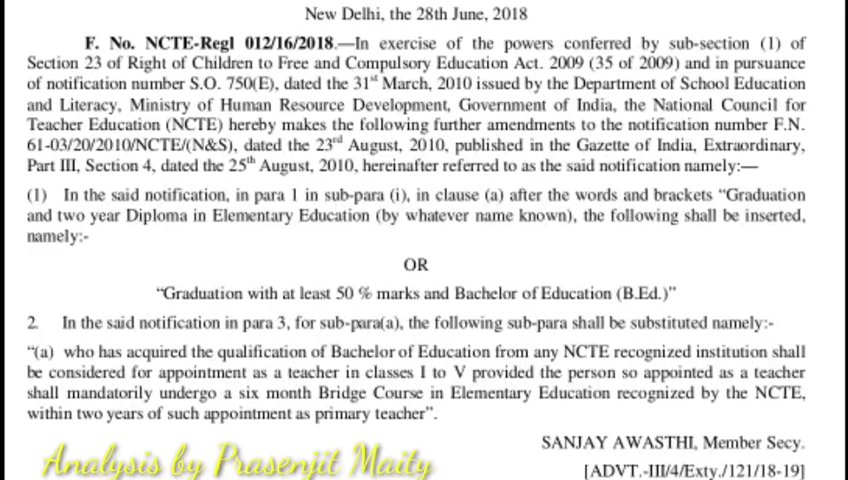 New Delhi, the 28th June, 2018
F. No. NCTE-Regl 012/16/2018.—In exercise of the powers conferred by sub-section (1) of
Section 23 of Right of Children to Free and Compulsory Education Act. 2009 (35 of 2009) and in pursuance
of notification number S.O. 750(E), dated the 31st March, 2010 issued by the Department of School Education
and Literacy, Ministry of Human Resource Development, Government of India, the National Council for
Teacher Education (NCTE) hereby makes the following further amendments to the notification number F.N.
61-03/20/2010/NCTE/(N&S), dated the 23rd August, 2010, published in the Gazette of India, Extraordinary,
Part III, Section 4, dated the 25th August, 2010, hereinafter referred to as the said notification namely:—
(1) In the said notification, in para 1 in sub-para (i), in clause (a) after the words and brackets “Graduation
and two year Diploma in Elementary Education (by whatever name known), the following shall be inserted,
namely:-
OR
“Graduation with at least 50 % marks and Bachelor of Education (B.Ed.)”
2. In the said notification in para 3, for sub-para(a), the following sub-para shall be substituted namely:-
“(a) who has acquired the qualification of Bachelor of Education from any NCTE recognized institution shall
be considered for appointment as a teacher in classes I to V provided the person so appointed as a teacher
shall mandatorily undergo a six month Bridge Course in Elementary Education recognized by the NCTE,
within two years of such appointment as primary teacher”.
SANJAY AWASTHI, Member Secy.
Analysis by Prasenjit Maity
[ADVT.-III/4/Exty./121/18-19]